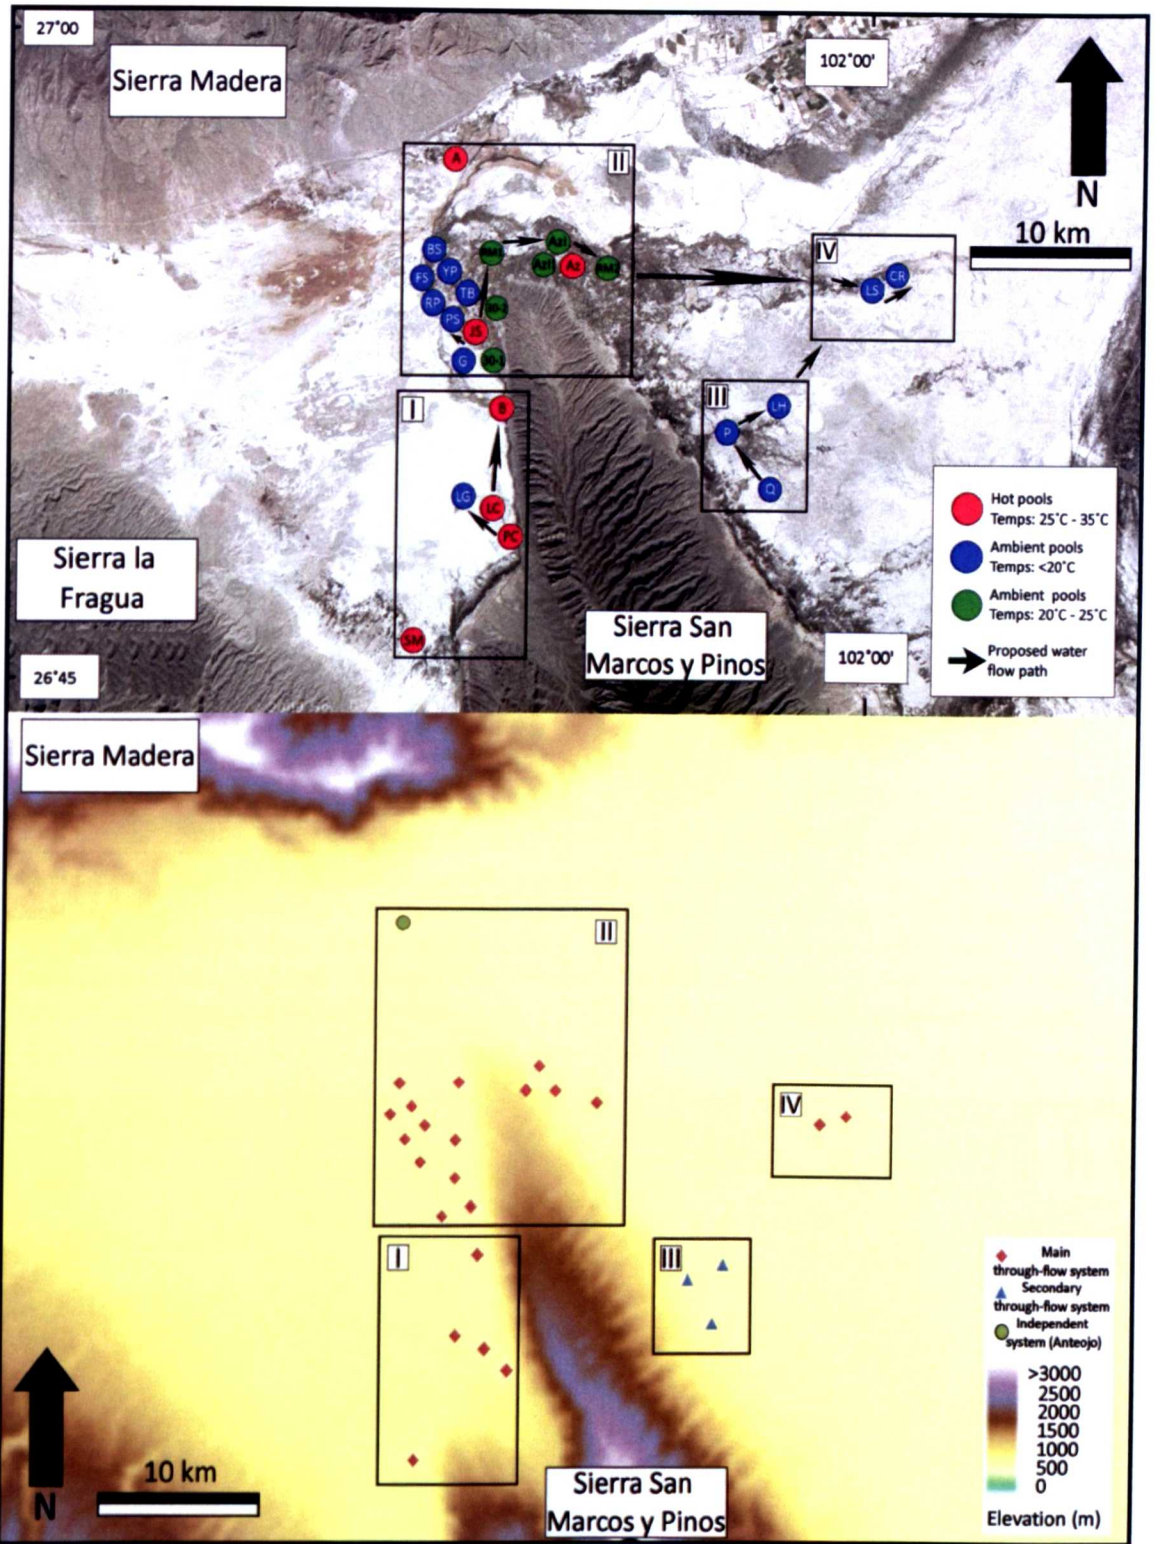 27°00
Sierra Madera
102°00'
N
10 km
A
II
BS
FS
YP
RP
TB
PS
JS
G
Az
IV
LS
CR
I
B
LG
LC
PC
SM
III
LH
P
Q
Sierra la
Fragua
26°45
Sierra San
Marcos y Pinos
102°00'
Hot pools
Temps: 25°C - 35°C
Ambient pools
Temps: <20°C
Ambient pools
Temps: 20°C - 25°C
Proposed water
flow path
Sierra Madera
II
IV
I
III
N
10 km
Sierra San
Marcos y Pinos
Main
through-flow system
Secondary
through-flow system
Independent
system (Anteojo)
>3000
2500
2000
1500
1000
500
0
Elevation (m)